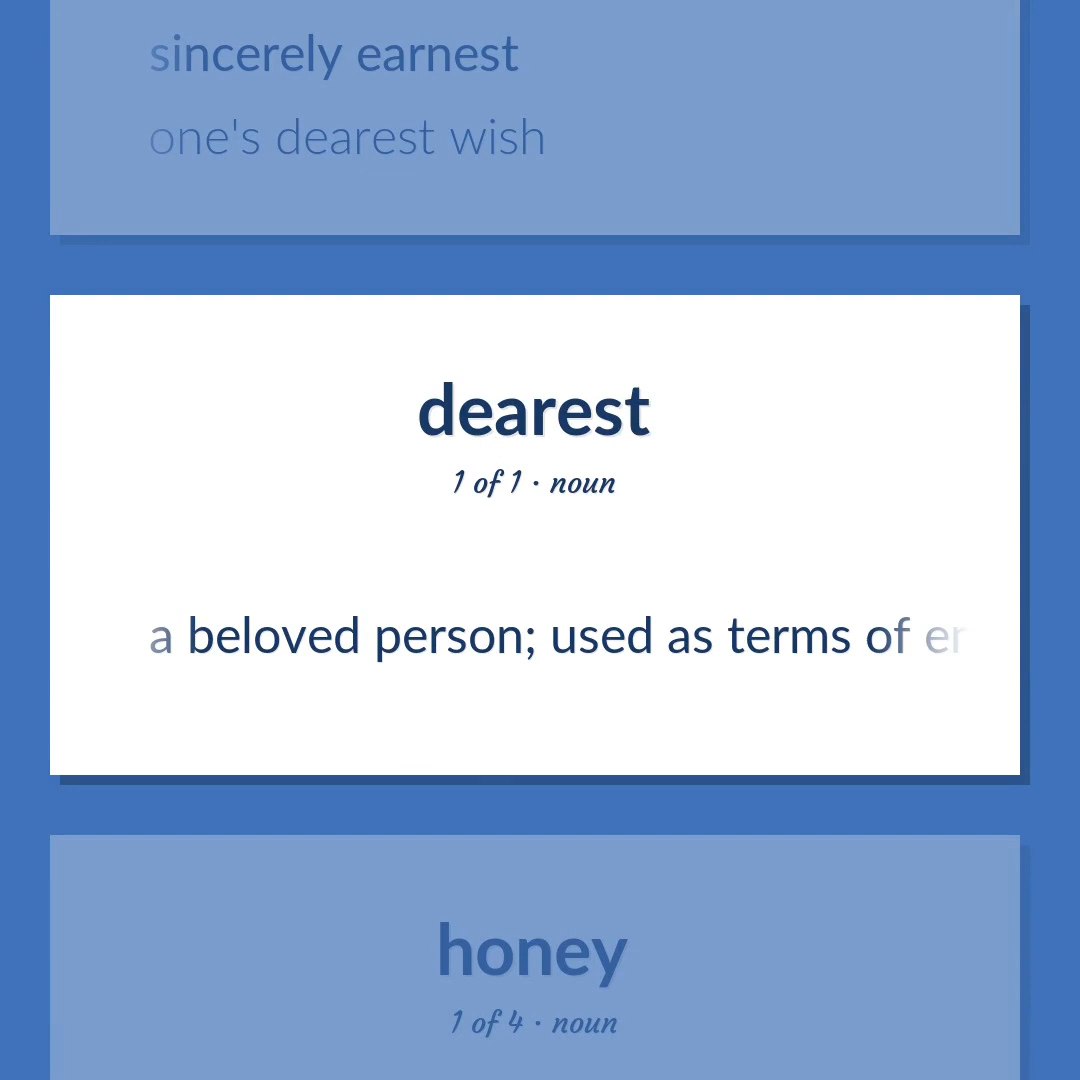 sincerely earnest
one's dearest wish
dearest
1 of 1 · noun
a beloved person; used as terms of
honey
1 of 4 · noun